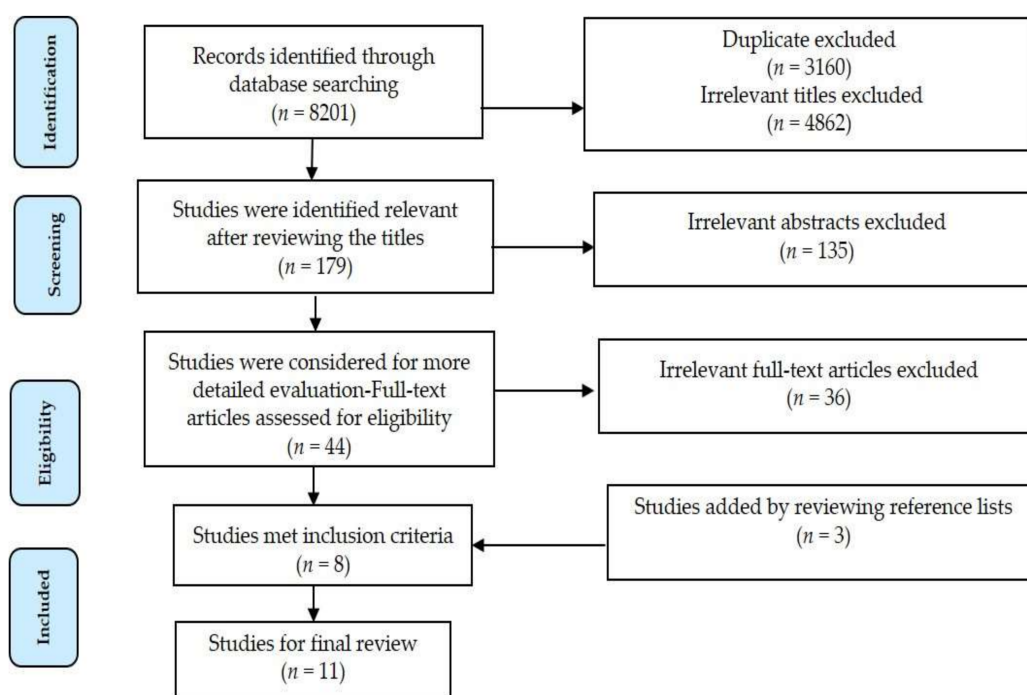 Identification
Records identified through
database searching
(n = 8201)
Duplicate excluded
(n = 3160)
Irrelevant titles excluded
(n = 4862)
Screening
Studies were identified relevant
after reviewing the titles
(n = 179)
Irrelevant abstracts excluded
(n = 135)
Eligibility
Studies were considered for more
detailed evaluation-Full-text
articles assessed for eligibility
(n = 44)
Irrelevant full-text articles excluded
(n = 36)
Studies met inclusion criteria
(n = 8)
Studies added by reviewing reference lists
(n = 3)
Included
Studies for final review
(n = 11)